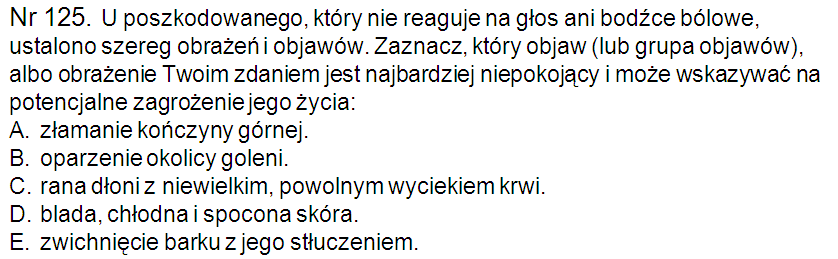 Nr 125. U poszkodowanego, który nie reaguje na głos ani bodźce bólowe,
ustalono szereg obrażeń i objawów. Zaznacz, który objaw (lub grupa objawów),
albo obrażenie Twoim zdaniem jest najbardziej niepokojący i może wskazywać na
potencjalne zagrożenie jego życia:
A. złamanie kończyny górnej.
B. oparzenie okolicy goleni.
C. rana dłoni z niewielkim, powolnym wyciekiem krwi.
D. blada, chłodna i spocona skóra.
E. zwichnięcie barku z jego stłuczeniem.